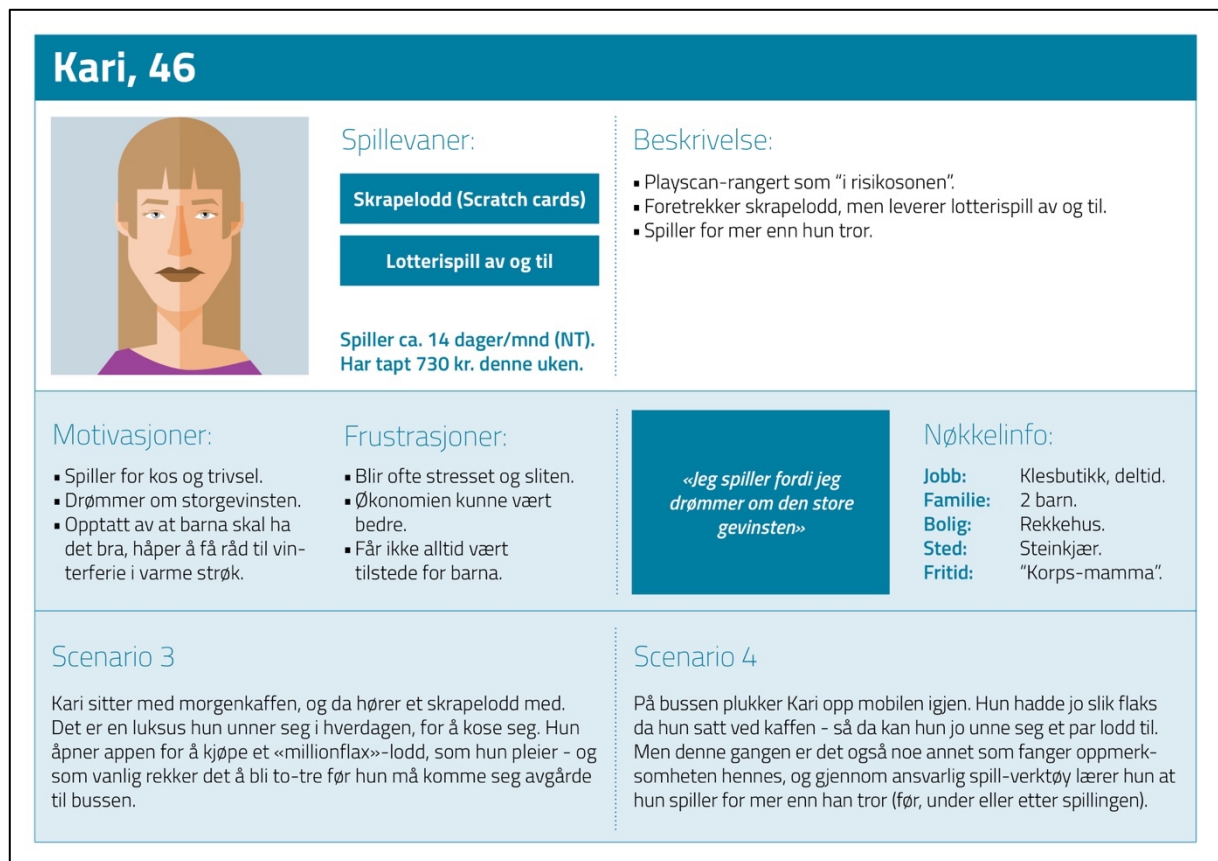 Kari, 46
Spillevaner:
Skrapelodd (Scratch cards)
Lotterispill av og til
Spiller ca. 14 dager/mnd (NT).
Har tapt 730 kr. denne uken.
Beskrivelse:
▪ Playscan-rangert som “i risikosonen”.
▪ Foretrekker skrapelodd, men leverer lotterispill av og til.
▪ Spiller for mer enn hun tror.
Motivasjoner:
▪ Spiller for kos og trivsel.
▪ Drømmer om storgevinsten.
▪ Opptatt av at barna skal ha
det bra, håper å få råd til vin-
terferie i varme strøk.
Frustrasjoner:
▪ Blir ofte stresset og sliten.
▪ Økonomien kunne vært
bedre.
▪ Får ikke alltid vært
tilstede for barna.
«Jeg spiller fordi jeg
drømmer om den store
gevinsten»
Nøkkelinfo:
Jobb: Klesbutikk, deltid.
Familie: 2 barn.
Bolig: Rekkehus.
Sted: Steinkjær.
Fritid: “Korps-mamma”.
Scenario 3
Kari sitter med morgenkaffen, og da hører et skrapelodd med.
Det er en luksus hun unner seg i hverdagen, for å kose seg. Hun
åpner appen for å kjøpe et «millionflax»-lodd, som hun pleier - og
som vanlig rekker det å bli to-tre før hun må komme seg avgårde
til bussen.
Scenario 4
På bussen plukker Kari opp mobilen igjen. Hun hadde jo slik flaks
da hun satt ved kaffen - så da kan hun jo unne seg et par lodd til.
Men denne gangen er det også noe annet som fanger oppmerk-
somheten hennes, og gjennom ansvarlig spill-verktøy lærer hun at
hun spiller for mer enn han tror (før, under eller etter spillingen).